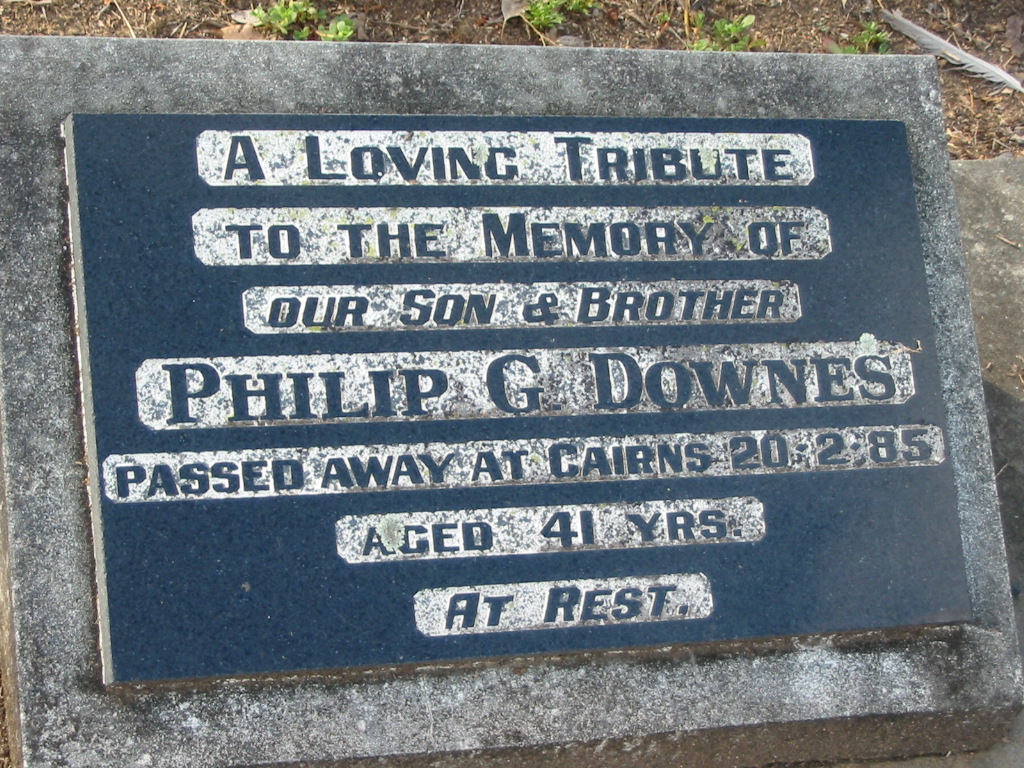 A LOVING TRIBUTE
TO THE MEMORY OF
OUR SON & BROTHER
PHILIP G. DOWNES
PASSED AWAY AT CAIRNS 20·2·85
AGED 41 YRS.
AT REST.